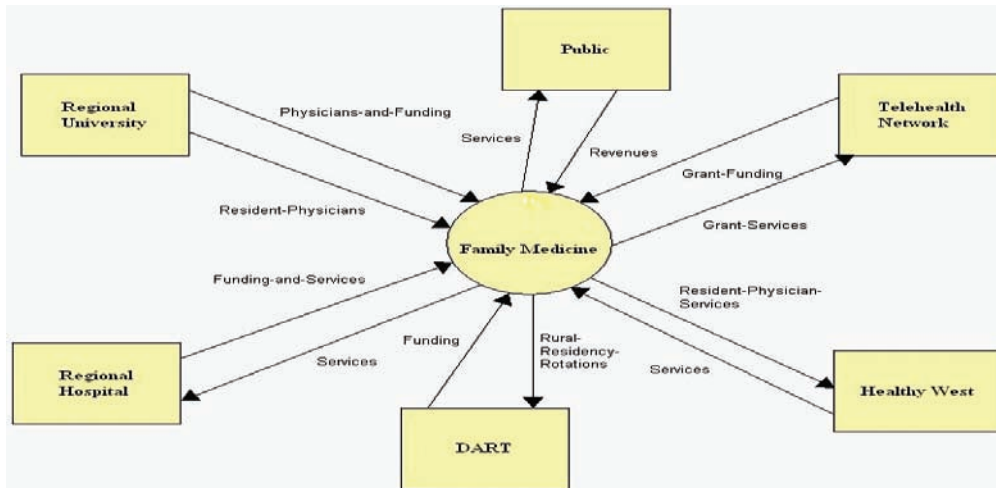 Public
Regional
University
Telehealth
Network
Physicians-and-Funding
Services
Revenues
Grant-Funding
Resident-Physicians
Grant-Services
Family Medicine
Funding-and-Services
Resident-Physician-
Services
Services
Funding
Rural-
Residency-
Rotations
Services
Regional
Hospital
Healthy West
DART